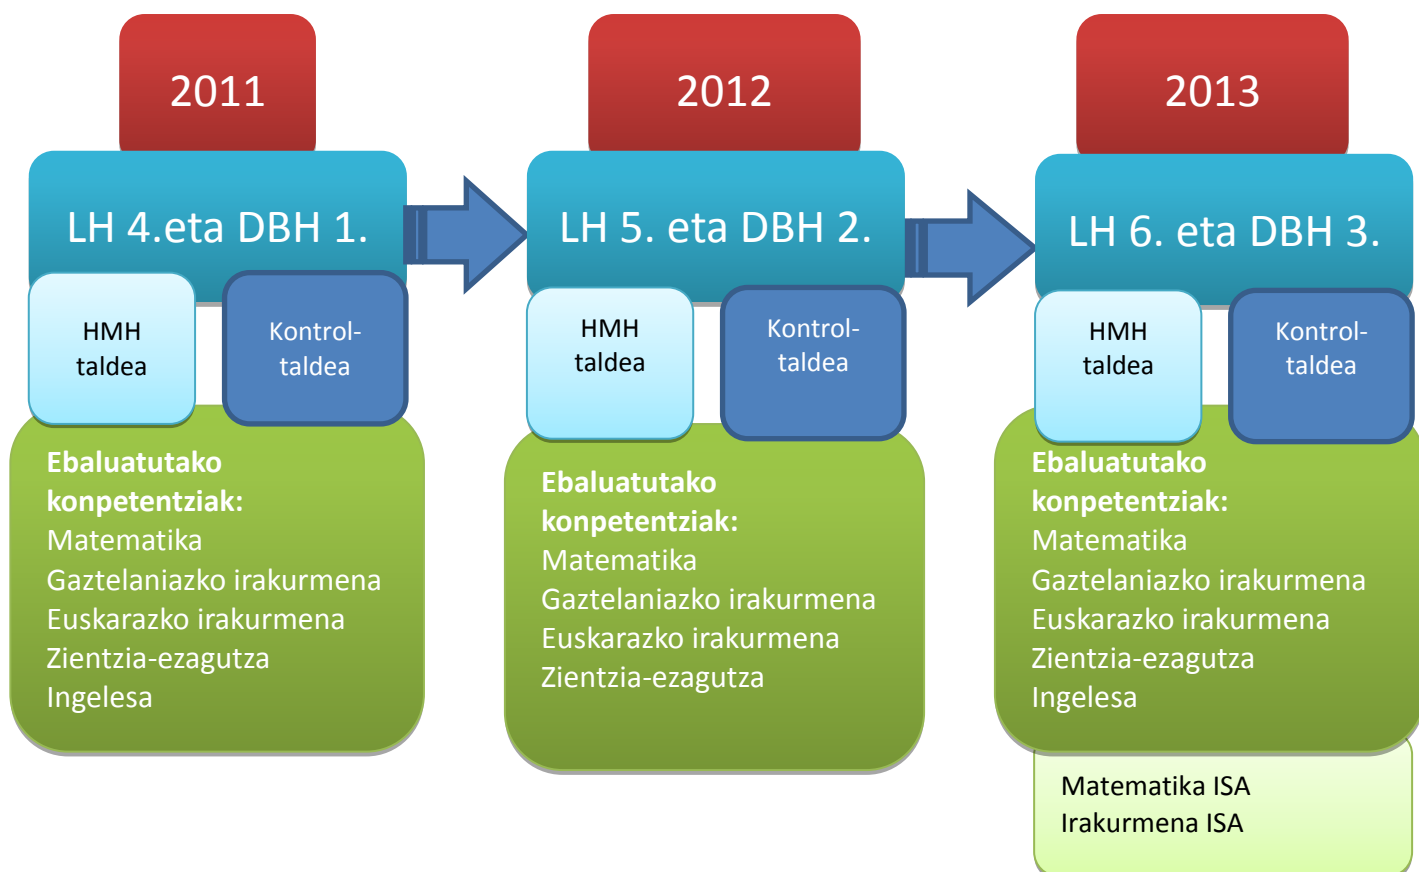 2011
LH 4.eta DBH 1.
HMH
taldea
Kontrol-
taldea
Ebaluatutako
konpetentziak:
Matematika
Gaztelaniazko irakurmena
Euskarazko irakurmena
Zientzia-ezagutza
Ingelesa
2012
LH 5. eta DBH 2.
HMH
taldea
Kontrol-
taldea
Ebaluatutako
konpetentziak:
Matematika
Gaztelaniazko irakurmena
Euskarazko irakurmena
Zientzia-ezagutza
2013
LH 6. eta DBH 3.
HMH
taldea
Kontrol-
taldea
Ebaluatutako
konpetentziak:
Matematika
Gaztelaniazko irakurmena
Euskarazko irakurmena
Zientzia-ezagutza
Ingelesa
Matematika ISA
Irakurmena ISA